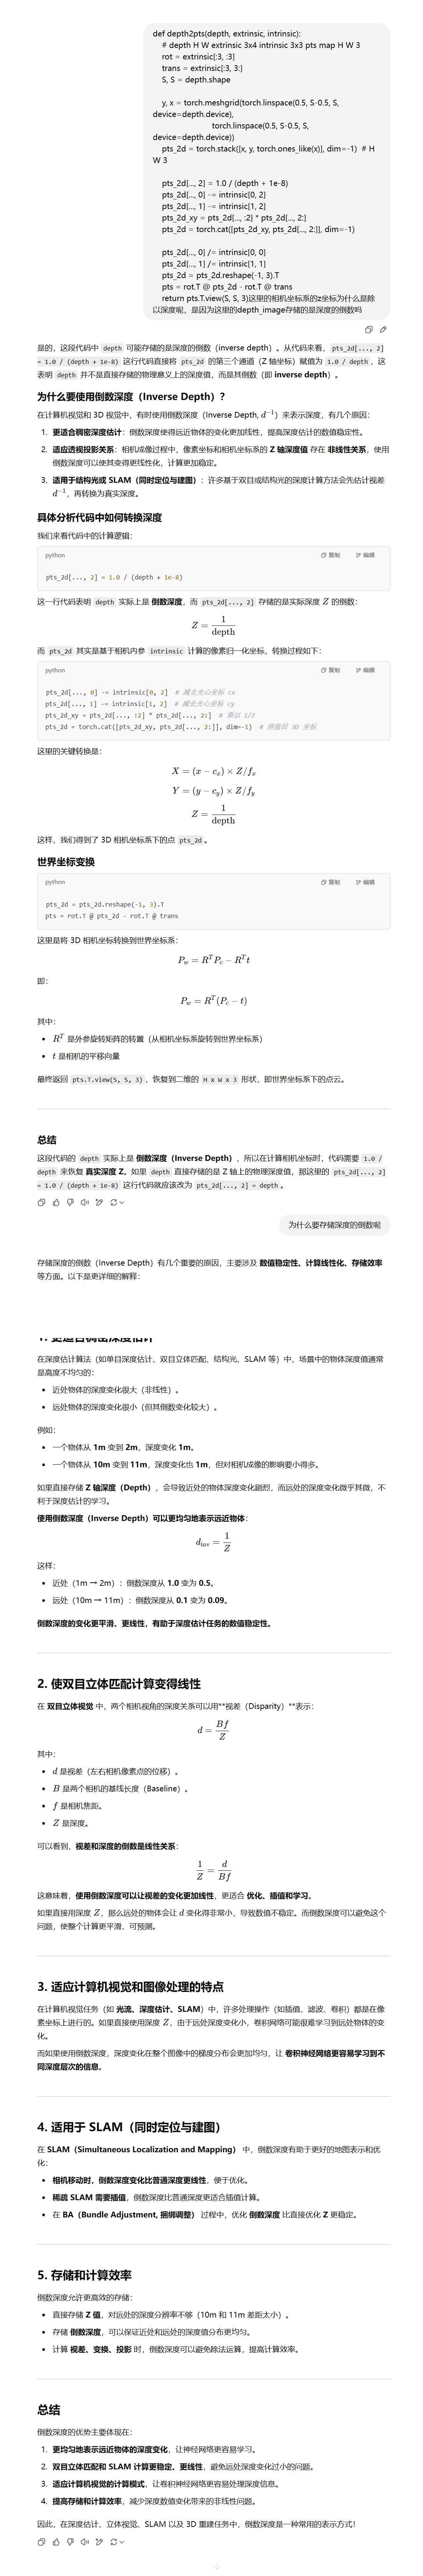 def depth2pts(depth, extrinsic, intrinsic):
# depth H W extrinsic 3x4 intrinsic 3x3 pts map H W 3
rot = extrinsic[:3, :3]
trans = extrinsic[:3, 3:]
S, S = depth.shape
y, x = torch.meshgrid(torch.linspace(0.5, S-0.5, S,
device=depth.device),
torch.linspace(0.5, S-0.5, S,
device=depth.device))
pts_2d = torch.stack([x, y, torch.ones_like(x)], dim=-1) # H
W 3
pts_2d[..., 2] = 1.0 / (depth + 1e-8)
pts_2d[..., 0] -= intrinsic[0, 2]
pts_2d[..., 1] -= intrinsic[1, 2]
pts_2d_xy = pts_2d[..., :2] * pts_2d[..., 2:]
pts_2d = torch.cat([pts_2d_xy, pts_2d[..., 2:]], dim=-1)
pts_2d[..., 0] /= intrinsic[0, 0]
pts_2d[..., 1] /= intrinsic[1, 1]
pts_2d = pts_2d.reshape(-1, 3).T
pts = rot.T @ pts_2d - rot.T @ trans
return pts.T.view(S, S, 3)这里的相机坐标系的z坐标为什么是除
以深度呢，是因为这里的depth_image存储的是深度的倒数吗
是的，这段代码中 depth 可能存储的是深度的倒数（inverse depth）。从代码来看，pts_2d[..., 2]
= 1.0 / (depth + 1e-8) 这行代码直接将 pts_2d 的第三个通道（Z 轴坐标）赋值为 1.0 / depth，这
表明 depth 并不是直接存储的物理意义上的深度值，而是其倒数（即 inverse depth）。
为什么要使用倒数深度（Inverse Depth）？
在计算机视觉和 3D 视觉中，有时使用倒数深度（Inverse Depth, d⁻¹）来表示深度，有几个原因：
1. 更适合稠密深度估计：倒数深度使得远近物体的变化更加线性，提高深度估计的数值稳定性。
2. 适应透视投影关系：相机成像过程中，像素坐标和相机坐标系的 Z 轴深度值 存在 非线性关系，使用
倒数深度可以使其变得更线性化，计算更加稳定。
3. 适用于结构光或 SLAM（同时定位与建图）：许多基于双目或结构光的深度计算方法会先估计视差
d⁻¹，再转换为真实深度。
具体分析代码中如何转换深度
我们来看代码中的计算逻辑：
python 复制 编辑
pts_2d[..., 2] = 1.0 / (depth + 1e-8)
这一行代码表明 depth 实际上是 倒数深度，而 pts_2d[..., 2] 存储的是实际深度 Z 的倒数：
Z = 1/depth
而 pts_2d 其实是基于相机内参 intrinsic 计算的像素归一化坐标，转换过程如下：
python 复制 编辑
pts_2d[..., 0] -= intrinsic[0, 2] # 减去光心坐标 cx
pts_2d[..., 1] -= intrinsic[1, 2] # 减去光心坐标 cy
pts_2d_xy = pts_2d[..., :2] * pts_2d[..., 2:] # 乘以 1/Z
pts_2d = torch.cat([pts_2d_xy, pts_2d[..., 2:]], dim=-1) # 拼接回 3D 坐标
这里的关键转换是：
X = (x − cₓ) × Z/fₓ
Y = (y − c_y) × Z/f_y
Z = 1/depth
这样，我们得到了 3D 相机坐标系下的点 pts_2d。
世界坐标变换
python 复制 编辑
pts_2d = pts_2d.reshape(-1, 3).T
pts = rot.T @ pts_2d - rot.T @ trans
这里是将 3D 相机坐标转换到世界坐标系：
P_w = RᵀP_c − Rᵀt
即：
P_w = Rᵀ(P_c − t)
其中：
• Rᵀ 是外参旋转矩阵的转置（从相机坐标系旋转到世界坐标系）
• t 是相机的平移向量
最终返回 pts.T.view(S, S, 3)，恢复到二维的 H x W x 3 形状，即世界坐标系下的点云。
总结
这段代码的 depth 实际上是 倒数深度（Inverse Depth），所以在计算相机坐标时，代码需要 1.0 /
depth 来恢复 真实深度 Z。如果 depth 直接存储的是 Z 轴上的物理深度值，那这里的 pts_2d[..., 2]
= 1.0 / (depth + 1e-8) 这行代码就应该改为 pts_2d[..., 2] = depth。
为什么要存储深度的倒数呢
存储深度的倒数（Inverse Depth）有几个重要的原因，主要涉及 数值稳定性、计算线性化、存储效率
等方面。以下是更详细的解释：
1. 更适合稠密深度估计
在深度估计算法（如单目深度估计、双目立体匹配、结构光、SLAM 等）中，场景中的物体深度值通常
是高度不均匀的：
• 近处物体的深度变化很大（非线性）。
• 远处物体的深度变化很小（但其倒数变化较大）。
例如：
• 一个物体从 1m 变到 2m，深度变化 1m。
• 一个物体从 10m 变到 11m，深度变化也 1m，但对相机成像的影响要小得多。
如果直接存储 Z 轴深度（Depth），会导致近处的物体深度变化剧烈，而远处的深度变化微乎其微，不
利于深度估计的学习。
使用倒数深度（Inverse Depth）可以更均匀地表示远近物体：
d_inv = 1/Z
这样：
• 近处（1m → 2m）：倒数深度从 1.0 变为 0.5。
• 远处（10m → 11m）：倒数深度从 0.1 变为 0.09。
倒数深度的变化更平滑、更线性，有助于深度估计任务的数值稳定性。
2. 使双目立体匹配计算变得线性
在 双目立体视觉 中，两个相机视角的深度关系可以用**视差（Disparity）**表示：
d = Bf/Z
其中：
• d 是视差（左右相机像素点的位移）。
• B 是两个相机的基线长度（Baseline）。
• f 是相机焦距。
• Z 是深度。
可以看到，视差和深度的倒数是线性关系：
1/Z = d/Bf
这意味着，使用倒数深度可以让视差的变化更加线性，更适合 优化、插值和学习。
如果直接用深度 Z，那么远处的物体会让 d 变化得非常小，导致数值不稳定。而倒数深度可以避免这个
问题，使整个计算更平滑、可预测。
3. 适应计算机视觉和图像处理的特点
在计算机视觉任务（如 光流、深度估计、SLAM）中，许多处理操作（如插值、滤波、卷积）都是在像
素坐标上进行的。如果直接使用深度 Z，由于远处深度变化小，卷积网络可能很难学习到远处物体的变
化。
而如果使用倒数深度，深度变化在整个图像中的梯度分布会更加均匀，让 卷积神经网络更容易学习到不
同深度层次的信息。
4. 适用于 SLAM（同时定位与建图）
在 SLAM（Simultaneous Localization and Mapping） 中，倒数深度有助于更好的地图表示和优
化：
• 相机移动时，倒数深度变化比普通深度更线性，便于优化。
• 稀疏 SLAM 需要插值，倒数深度比普通深度更适合插值计算。
• 在 BA（Bundle Adjustment, 捆绑调整） 过程中，优化 倒数深度 比直接优化 Z 更稳定。
5. 存储和计算效率
倒数深度允许更高效的存储：
• 直接存储 Z 值，对远处的深度分辨率不够（10m 和 11m 差距太小）。
• 存储 倒数深度，可以保证近处和远处的深度值分布更均匀。
• 计算 视差、变换、投影 时，倒数深度可以避免除法运算，提高计算效率。
总结
倒数深度的优势主要体现在：
1. 更均匀地表示远近物体的深度变化，让神经网络更容易学习。
2. 双目立体匹配和 SLAM 计算更稳定、更线性，避免远处深度变化过小的问题。
3. 适应计算机视觉的计算模式，让卷积神经网络更容易处理深度信息。
4. 提高存储和计算效率，减少深度数值变化带来的非线性问题。
因此，在深度估计、立体视觉、SLAM 以及 3D 重建任务中，倒数深度是一种常用的表示方式！